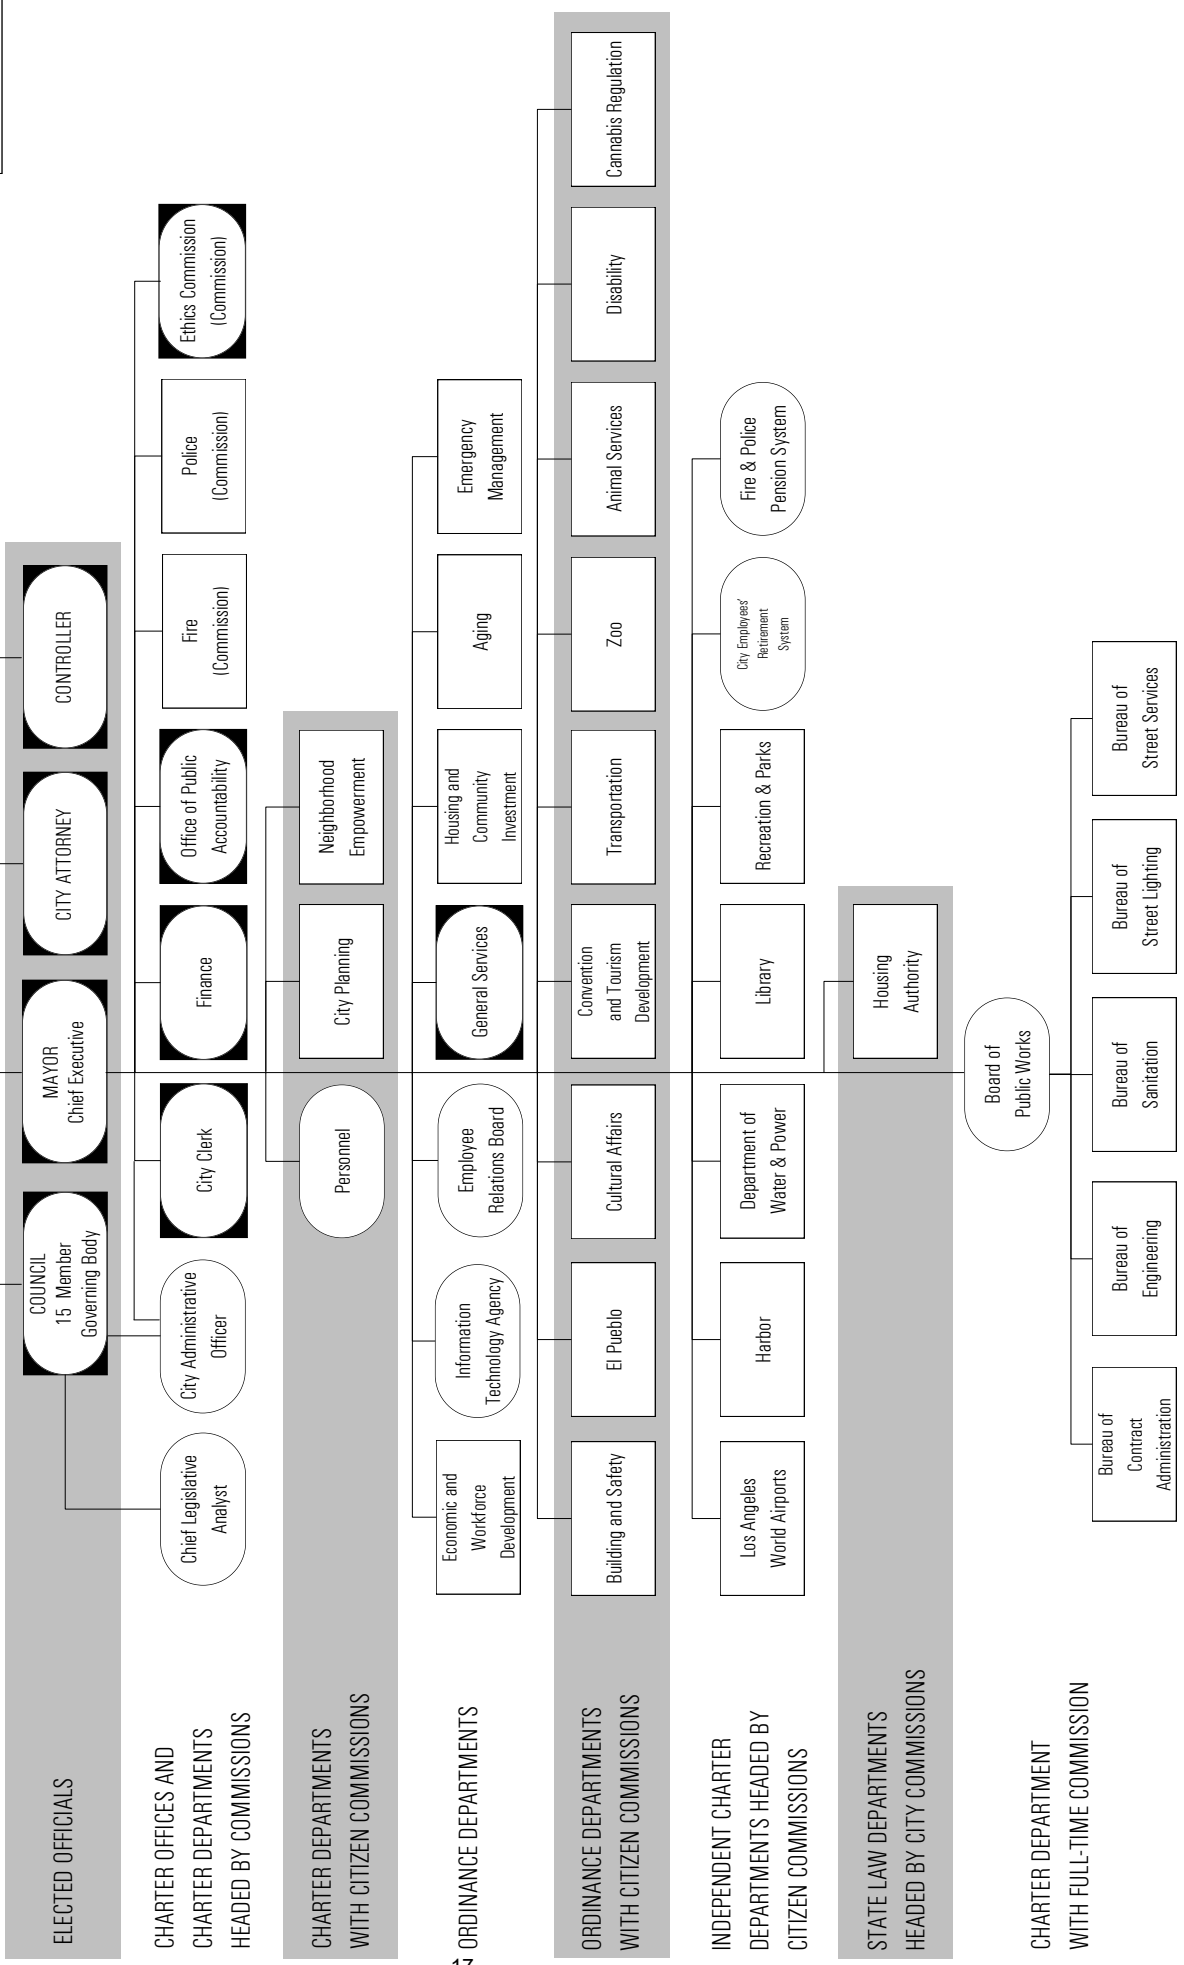 ELECTED OFFICIALS
COUNCIL
15 Member
Governing Body
MAYOR
Chief Executive
CITY ATTORNEY
CONTROLLER
CHARTER OFFICES AND
CHARTER DEPARTMENTS
HEADED BY COMMISSIONS
Chief Legislative
Analyst
City Administrative
Officer
City Clerk
Finance
Office of Public
Accountability
Fire
(Commission)
Police
(Commission)
Ethics Commission
(Commission)
CHARTER DEPARTMENTS
WITH CITIZEN COMMISSIONS
Personnel
City Planning
Neighborhood
Empowerment
ORDINANCE DEPARTMENTS
Economic and
Workforce
Development
Information
Technology Agency
Employee
Relations Board
General Services
Housing and
Community
Investment
Aging
Emergency
Management
ORDINANCE DEPARTMENTS
WITH CITIZEN COMMISSIONS
Building and Safety
El Pueblo
Cultural Affairs
Convention
and Tourism
Development
Transportation
Zoo
Animal Services
Disability
Cannabis Regulation
INDEPENDENT CHARTER
DEPARTMENTS HEADED BY
CITIZEN COMMISSIONS
Los Angeles
World Airports
Harbor
Department of
Water & Power
Library
Recreation & Parks
City Employees'
Retirement
System
Fire & Police
Pension System
STATE LAW DEPARTMENTS
HEADED BY CITY COMMISSIONS
Housing
Authority
CHARTER DEPARTMENT
WITH FULL-TIME COMMISSION
Board of
Public Works
Bureau of
Contract
Administration
Bureau of
Engineering
Bureau of
Sanitation
Bureau of
Street Lighting
Bureau of
Street Services
17